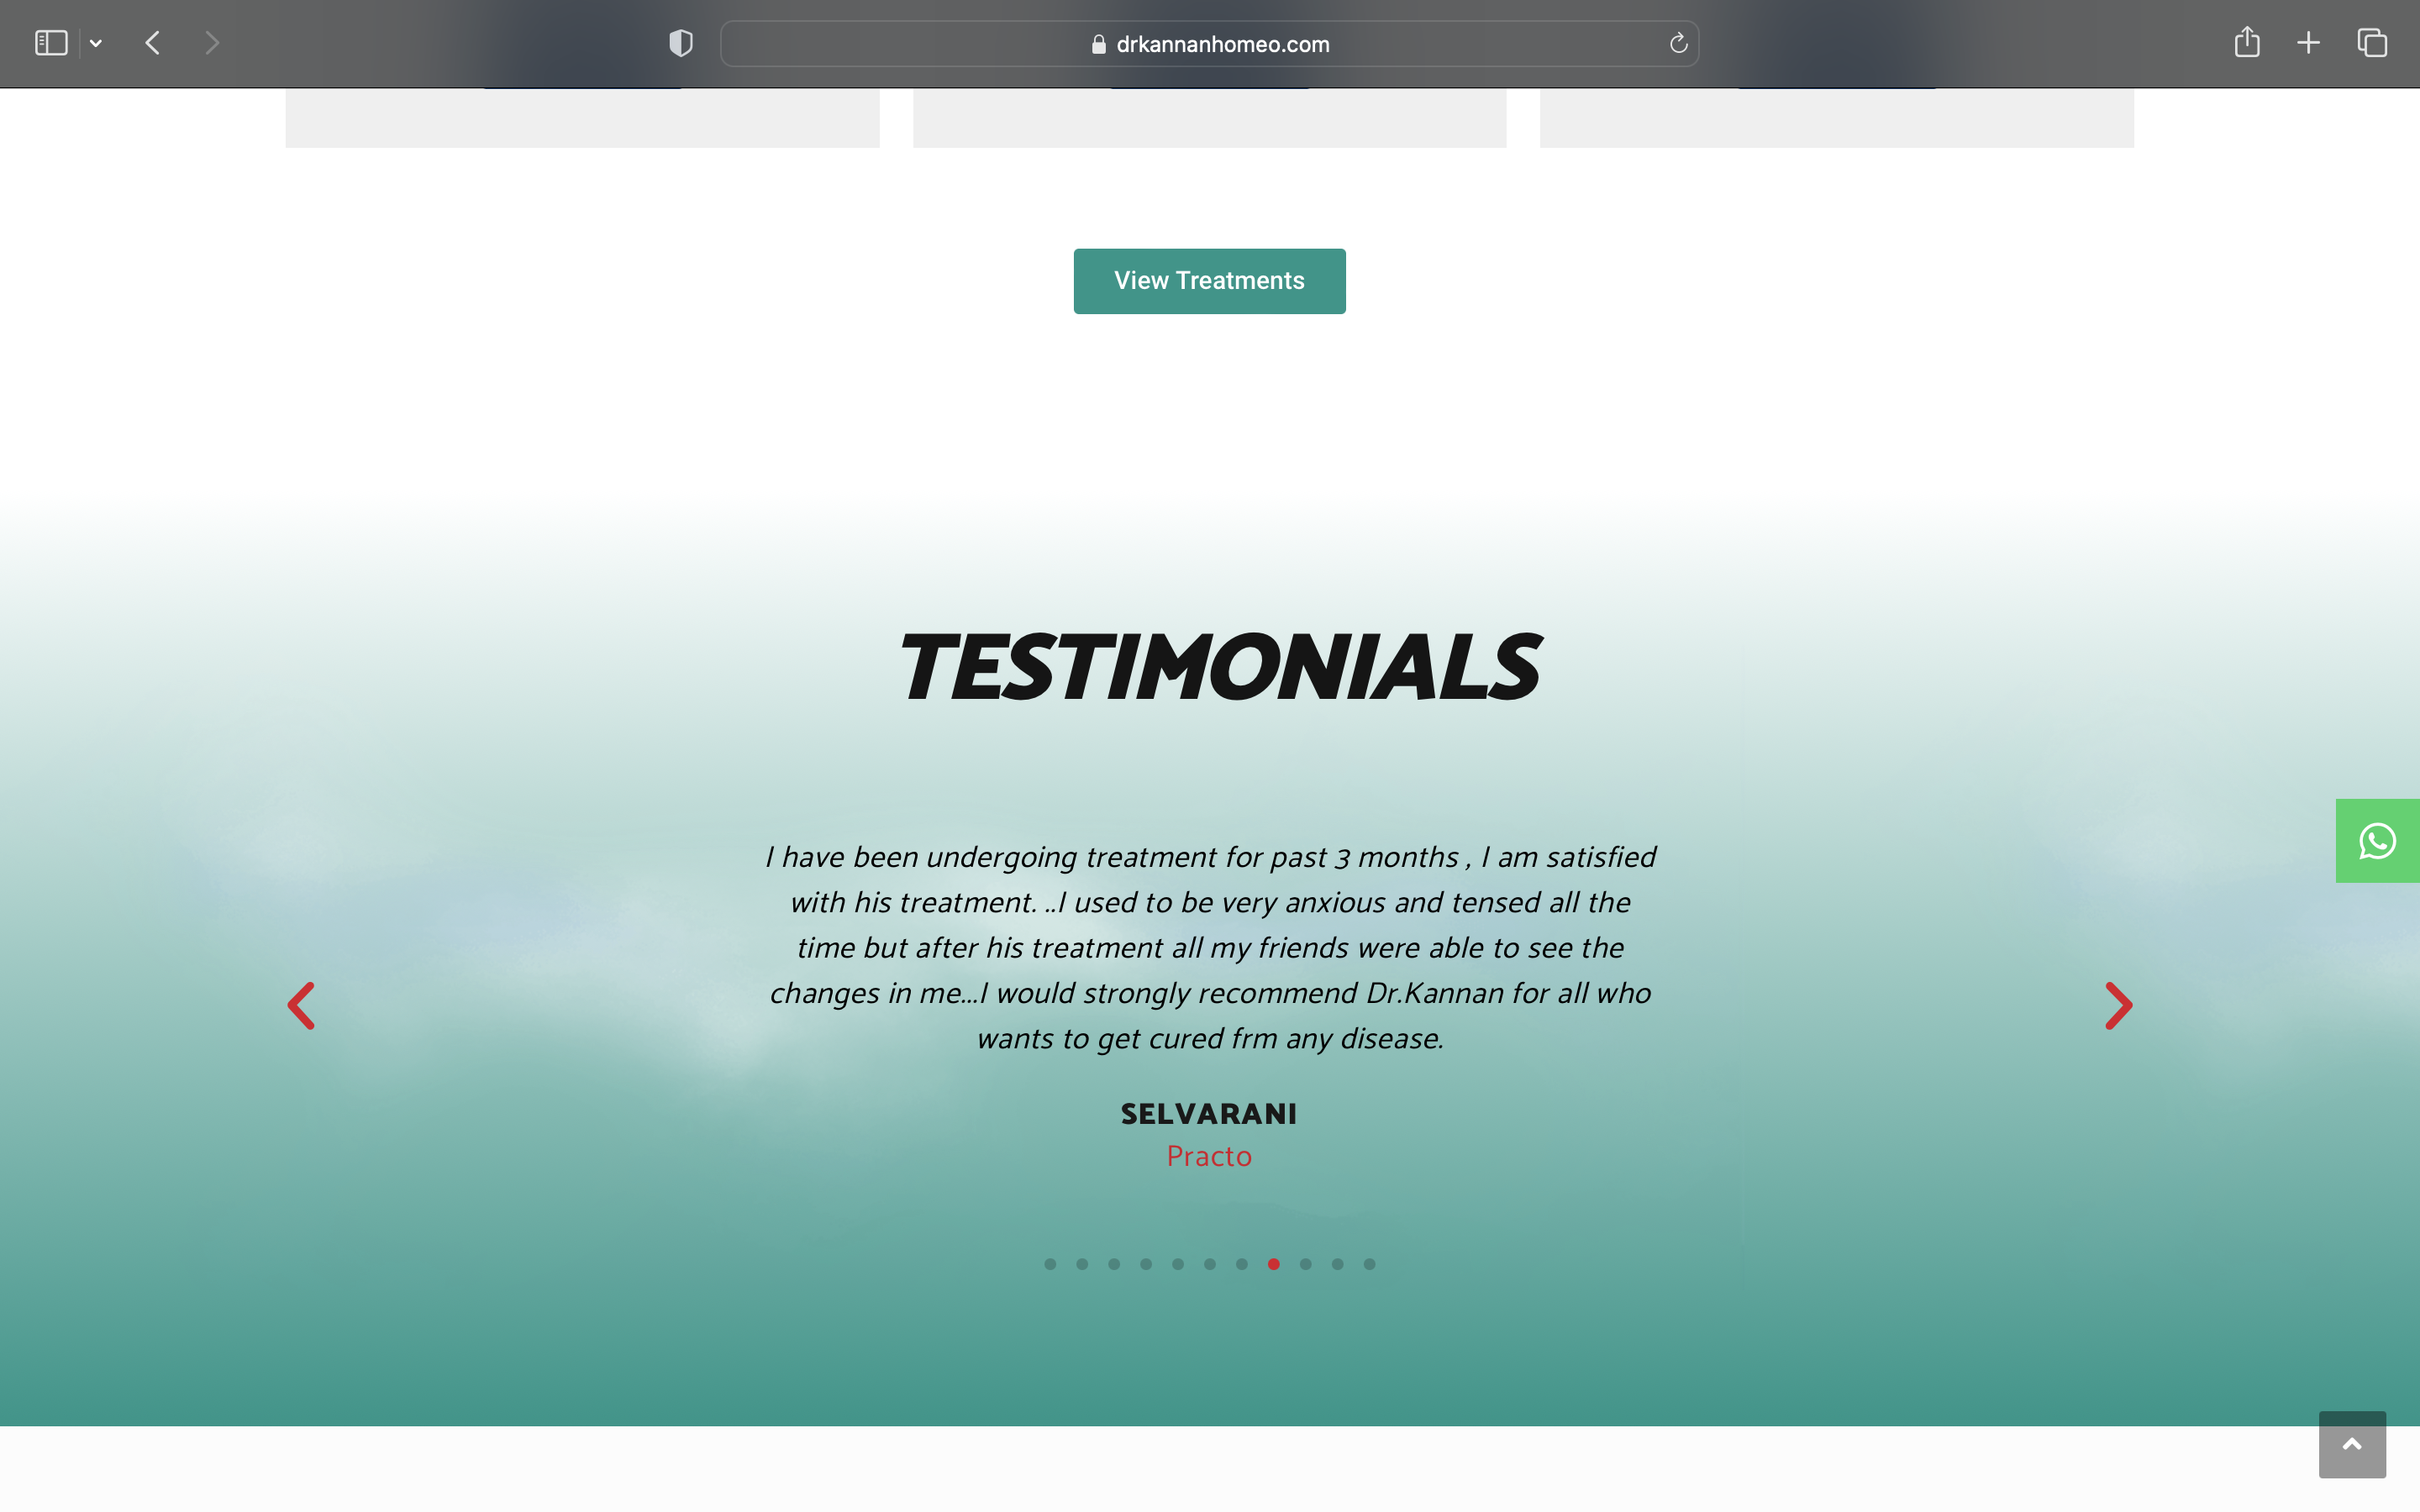 drkannanhomeo.com
View Treatments
TESTIMONIALS
I have been undergoing treatment for past 3 months , I am satisfied
with his treatment. ..I used to be very anxious and tensed all the
time but after his treatment all my friends were able to see the
changes in me...I would strongly recommend Dr.Kannan for all who
wants to get cured frm any disease.
SELVARANI
Practo